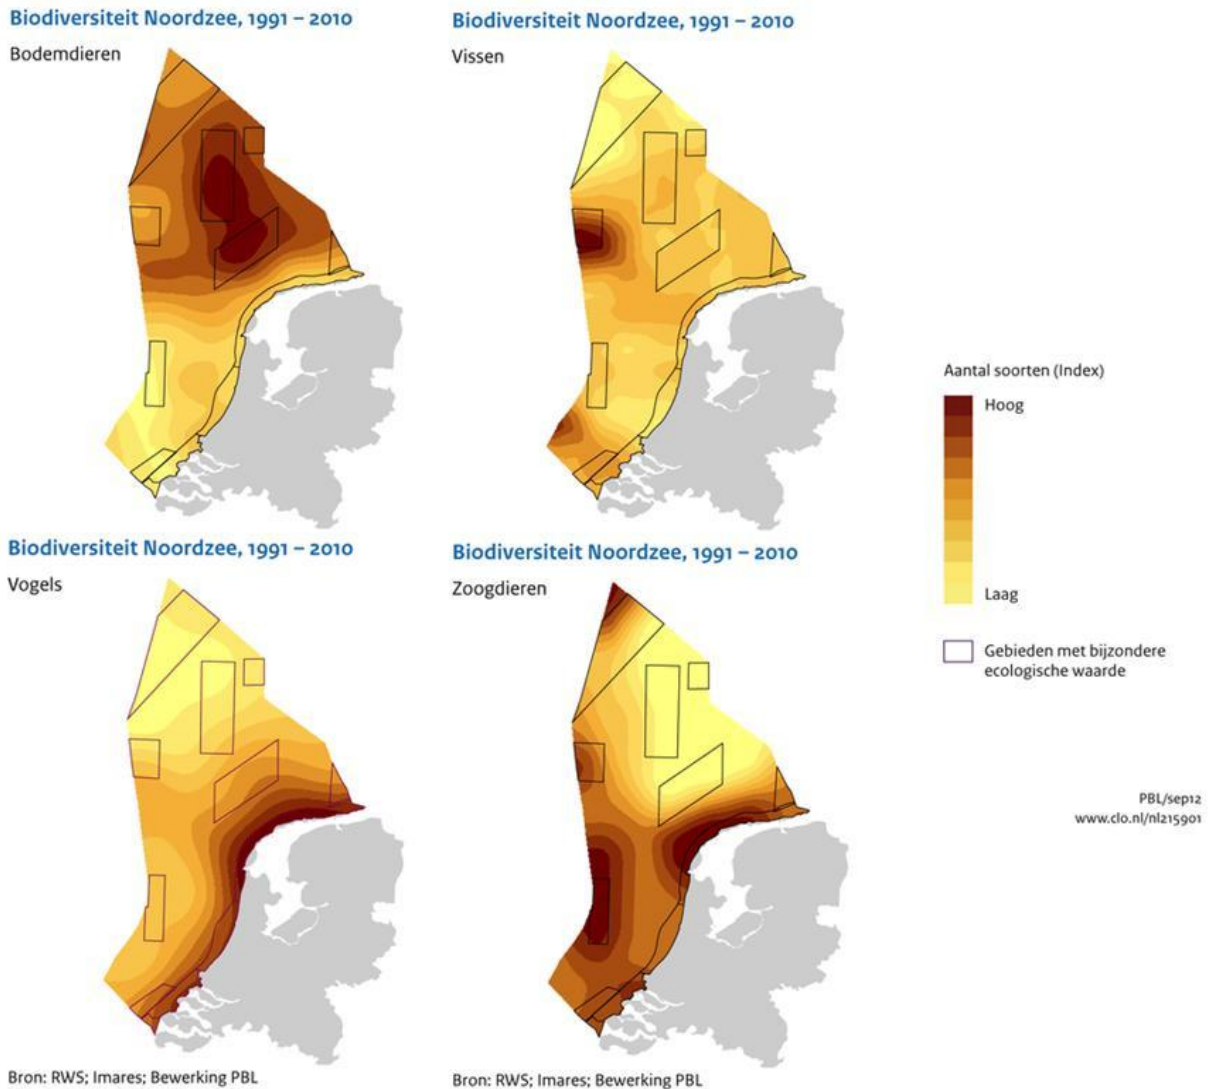 Biodiversiteit Noordzee, 1991 – 2010
Bodemdieren
Biodiversiteit Noordzee, 1991 – 2010
Vissen
Aantal soorten (Index)
Hoog
Laag
Gebieden met bijzondere
ecologische waarde
Biodiversiteit Noordzee, 1991 – 2010
Vogels
Biodiversiteit Noordzee, 1991 – 2010
Zoogdieren
PBL/sep12
www.clo.nl/nl215901
Bron: RWS; Imares; Bewerking PBL
Bron: RWS; Imares; Bewerking PBL